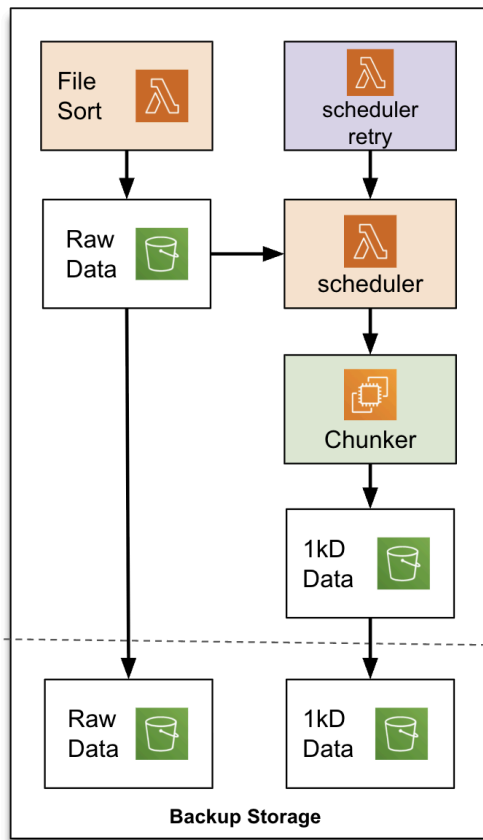 File
Sort
scheduler
retry
Raw
Data
scheduler
Chunker
1kD
Data
Raw
Data
1kD
Data
Backup Storage